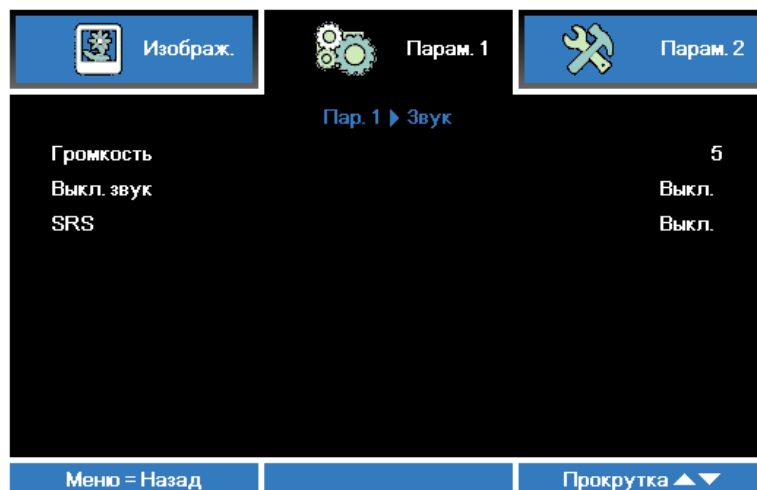 Изображ. Парам. 1 Парам. 2
Пар. 1 ▶ Звук
Громкость 5
Выкл. звук Выкл.
SRS Выкл.
Меню = Назад Прокрутка ▲▼